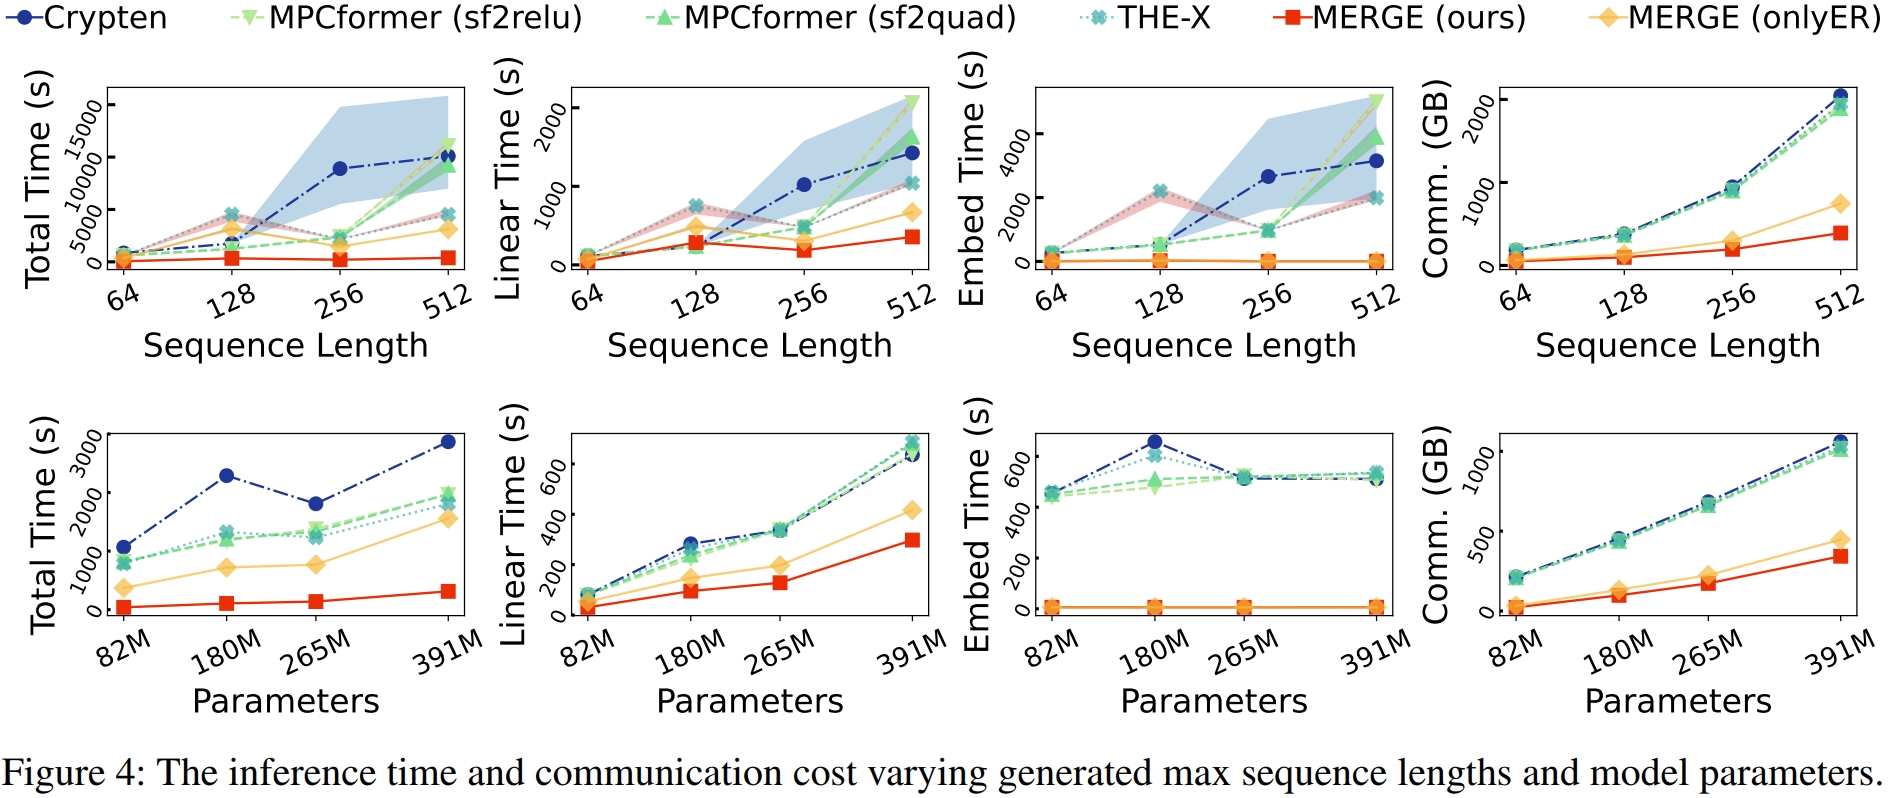 Crypten MPCformer (sf2relu) MPCformer (sf2quad) THE-X MERGE (ours) MERGE (onlyER)
Total Time (s)
0
5000
10000
15000
64 128 256 512
Sequence Length
Linear Time (s)
0
1000
2000
64 128 256 512
Sequence Length
Embed Time (s)
0
2000
4000
64 128 256 512
Sequence Length
Comm. (GB)
0
1000
2000
64 128 256 512
Sequence Length
Total Time (s)
0
1000
2000
3000
82M 180M 265M 391M
Parameters
Linear Time (s)
0
200
400
600
82M 180M 265M 391M
Parameters
Embed Time (s)
0
200
400
600
82M 180M 265M 391M
Parameters
Comm. (GB)
0
500
1000
82M 180M 265M 391M
Parameters
Figure 4: The inference time and communication cost varying generated max sequence lengths and model parameters.